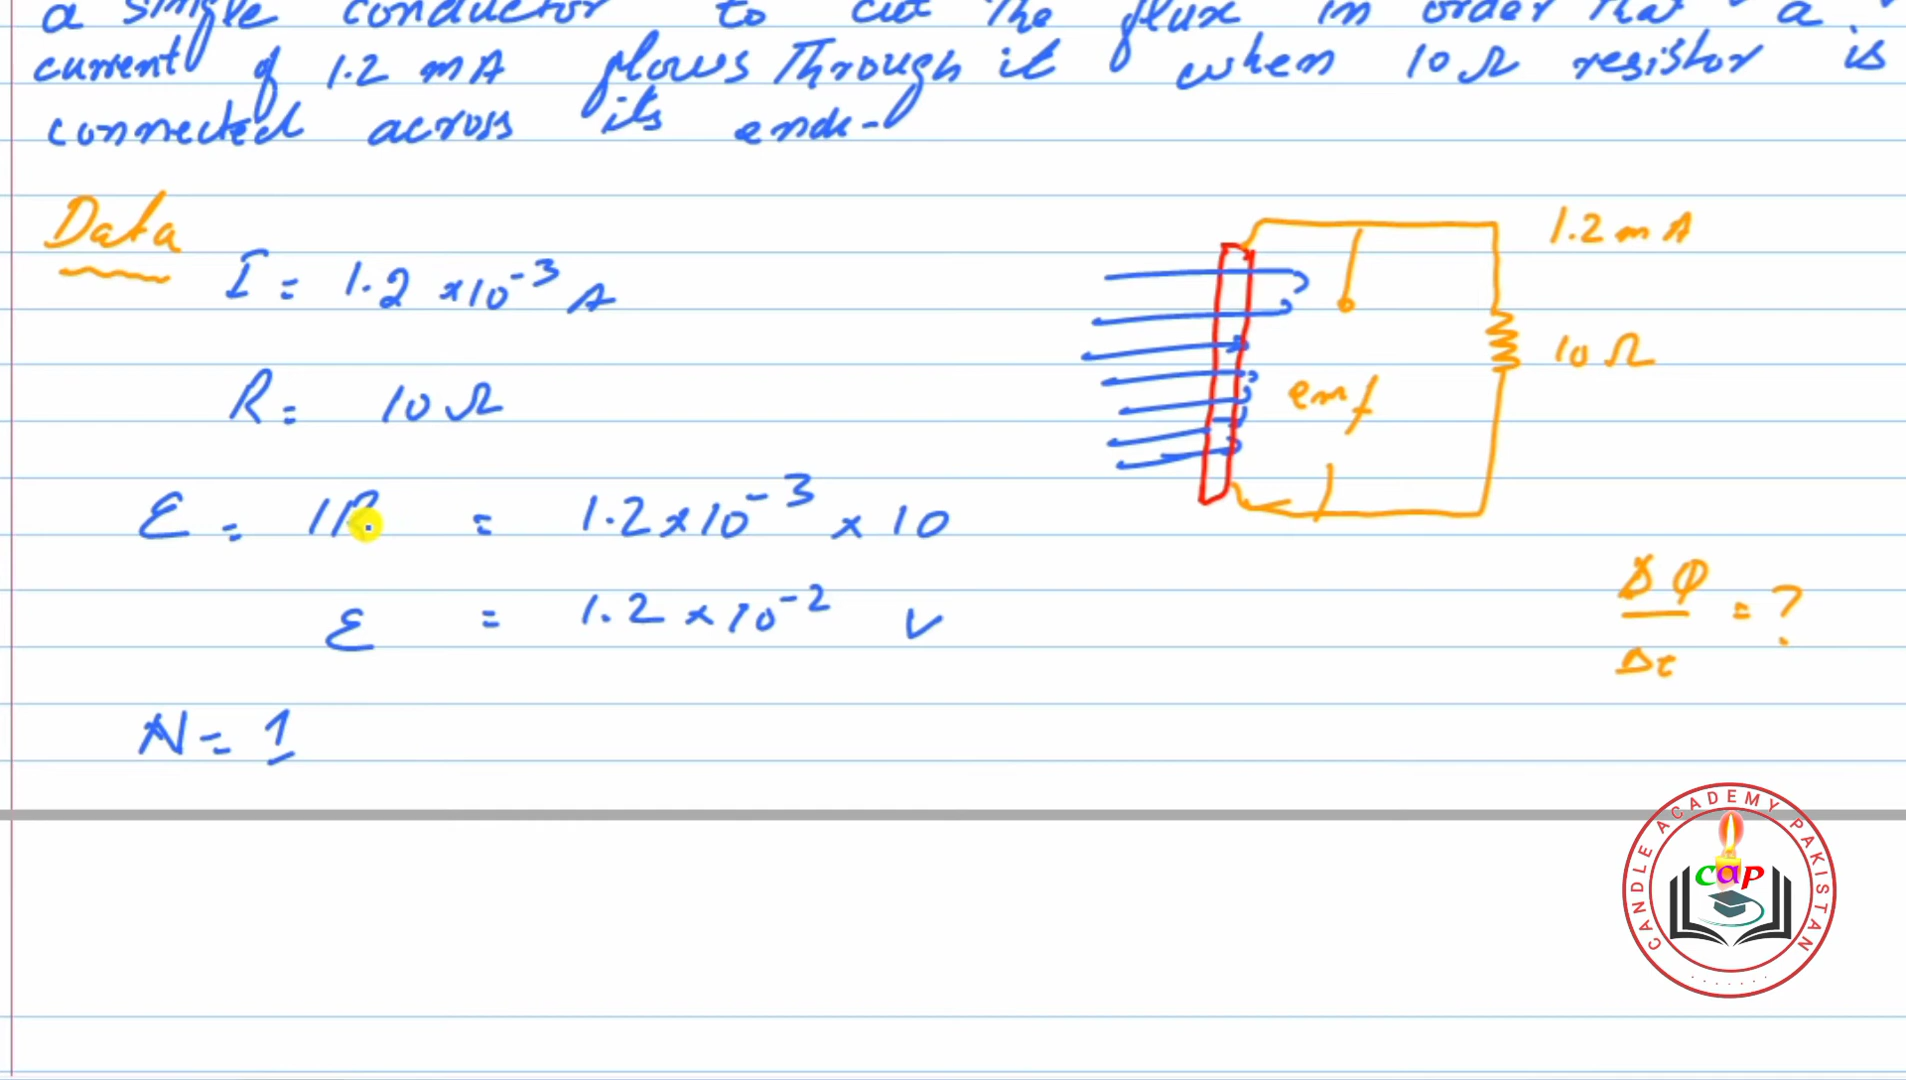 a single conductor to cut the flux in order that a
current of 1.2 mA flows through it when 10Ω resistor is
connected across its ends-
Data
I = 1.2 ×10⁻³ A
R = 10Ω
Ɛ = IR = 1.2×10⁻³ × 10
Ɛ = 1.2×10⁻² V
N = 1
1.2 mA
10 Ω
emf
Δφ
— = ?
Δt
CANDLE ACADEMY PAKISTAN
CaP